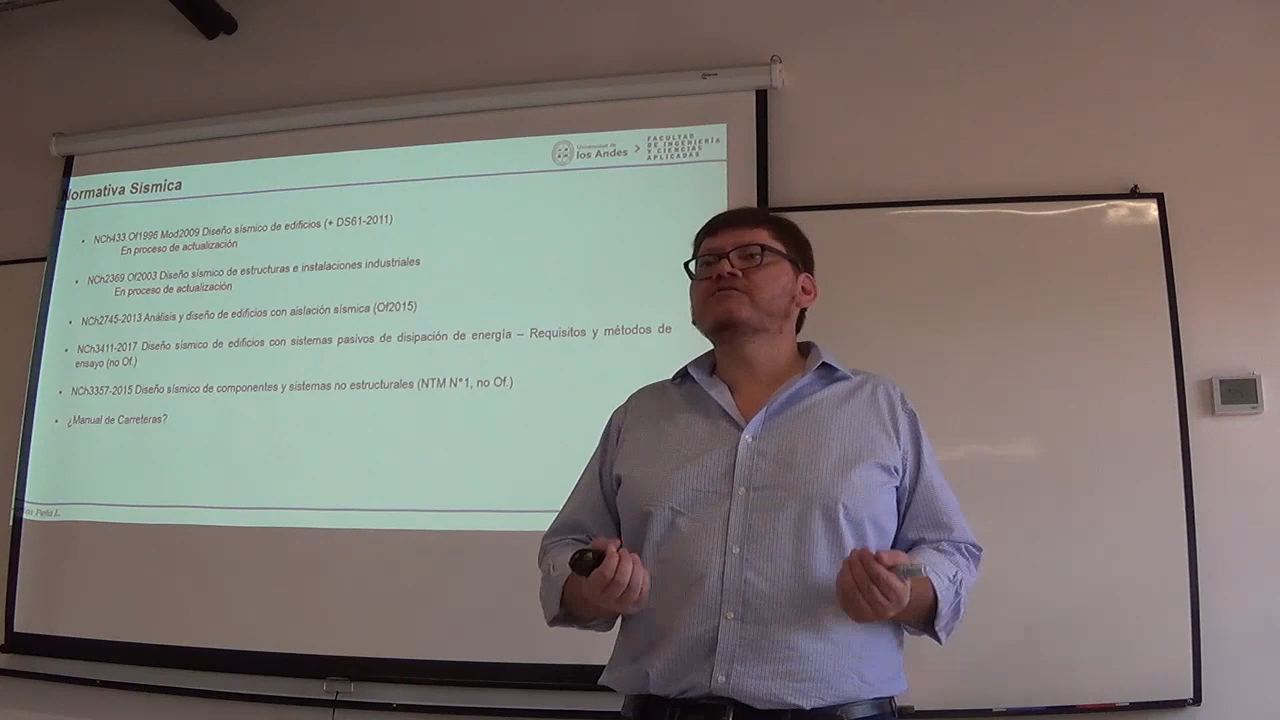 Universidad de
los Andes
FACULTAD
DE INGENIERÍA
Y CIENCIAS
APLICADAS
Normativa Sísmica
• NCh433 Of1996 Mod2009 Diseño sísmico de edificios (+ DS61-2011)
En proceso de actualización
• NCh2369 Of2003 Diseño sísmico de estructuras e instalaciones industriales
En proceso de actualización
• NCh2745-2013 Análisis y diseño de edificios con aislación sísmica (Of2015)
• NCh3411-2017 Diseño sísmico de edificios con sistemas pasivos de disipación de energía – Requisitos y métodos de
ensayo (no Of.)
• NCh3357-2015 Diseño sísmico de componentes y sistemas no estructurales (NTM N°1, no Of.)
• ¿Manual de Carreteras?
Peña L.